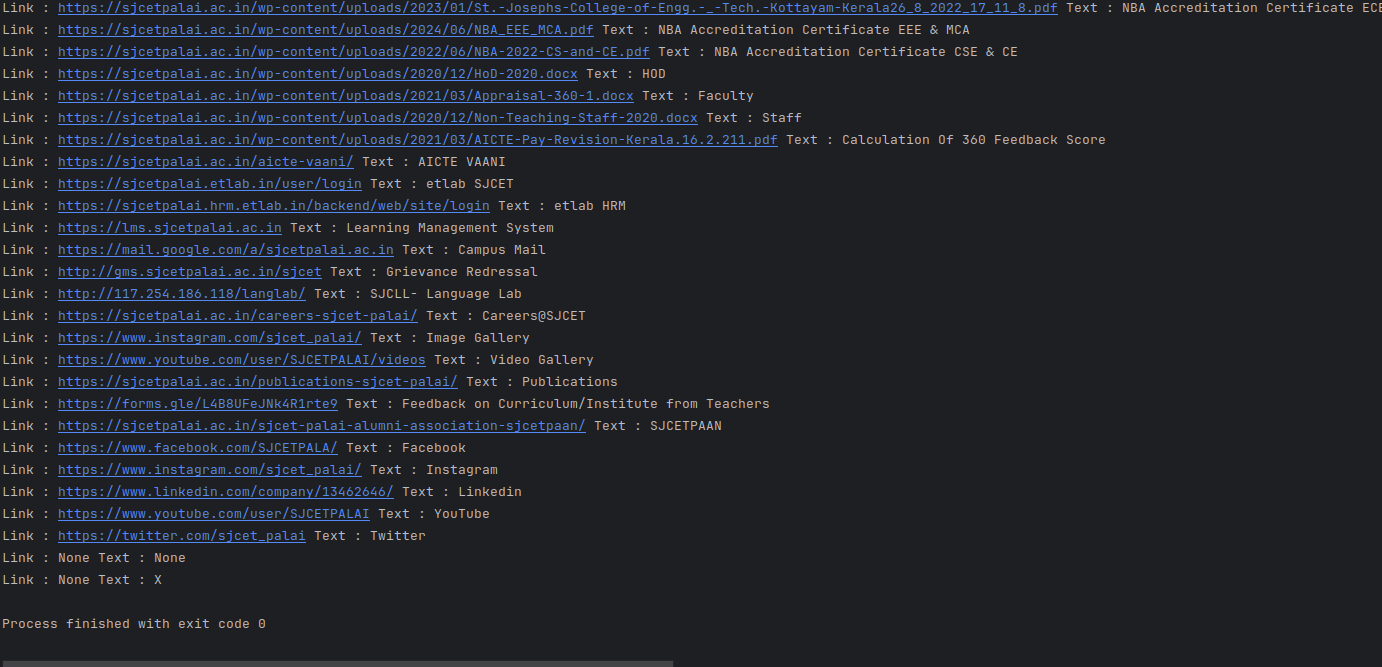 Link : https://sjcetpalai.ac.in/wp-content/uploads/2023/01/St.-Josephs-College-of-Engg.-_-Tech.-Kottayam-Kerala26_8_2022_17_11_8.pdf Text : NBA Accreditation Certificate ECE
Link : https://sjcetpalai.ac.in/wp-content/uploads/2024/06/NBA_EEE_MCA.pdf Text : NBA Accreditation Certificate EEE & MCA
Link : https://sjcetpalai.ac.in/wp-content/uploads/2022/06/NBA-2022-CS-and-CE.pdf Text : NBA Accreditation Certificate CSE & CE
Link : https://sjcetpalai.ac.in/wp-content/uploads/2020/12/HoD-2020.docx Text : HOD
Link : https://sjcetpalai.ac.in/wp-content/uploads/2021/03/Appraisal-360-1.docx Text : Faculty
Link : https://sjcetpalai.ac.in/wp-content/uploads/2020/12/Non-Teaching-Staff-2020.docx Text : Staff
Link : https://sjcetpalai.ac.in/wp-content/uploads/2021/03/AICTE-Pay-Revision-Kerala.16.2.211.pdf Text : Calculation Of 360 Feedback Score
Link : https://sjcetpalai.ac.in/aicte-vaani/ Text : AICTE VAANI
Link : https://sjcetpalai.etlab.in/user/login Text : etlab SJCET
Link : https://sjcetpalai.hrm.etlab.in/backend/web/site/login Text : etlab HRM
Link : https://lms.sjcetpalai.ac.in Text : Learning Management System
Link : https://mail.google.com/a/sjcetpalai.ac.in Text : Campus Mail
Link : http://gms.sjcetpalai.ac.in/sjcet Text : Grievance Redressal
Link : http://117.254.186.118/langlab/ Text : SJCLL- Language Lab
Link : https://sjcetpalai.ac.in/careers-sjcet-palai/ Text : Careers@SJCET
Link : https://www.instagram.com/sjcet_palai/ Text : Image Gallery
Link : https://www.youtube.com/user/SJCETPALAI/videos Text : Video Gallery
Link : https://sjcetpalai.ac.in/publications-sjcet-palai/ Text : Publications
Link : https://forms.gle/L4B8UFeJNk4R1rte9 Text : Feedback on Curriculum/Institute from Teachers
Link : https://sjcetpalai.ac.in/sjcet-palai-alumni-association-sjcetpaan/ Text : SJCETPAAN
Link : https://www.facebook.com/SJCETPALA/ Text : Facebook
Link : https://www.instagram.com/sjcet_palai/ Text : Instagram
Link : https://www.linkedin.com/company/13462646/ Text : Linkedin
Link : https://www.youtube.com/user/SJCETPALAI Text : YouTube
Link : https://twitter.com/sjcet_palai Text : Twitter
Link : None Text : None
Link : None Text : X
Process finished with exit code 0